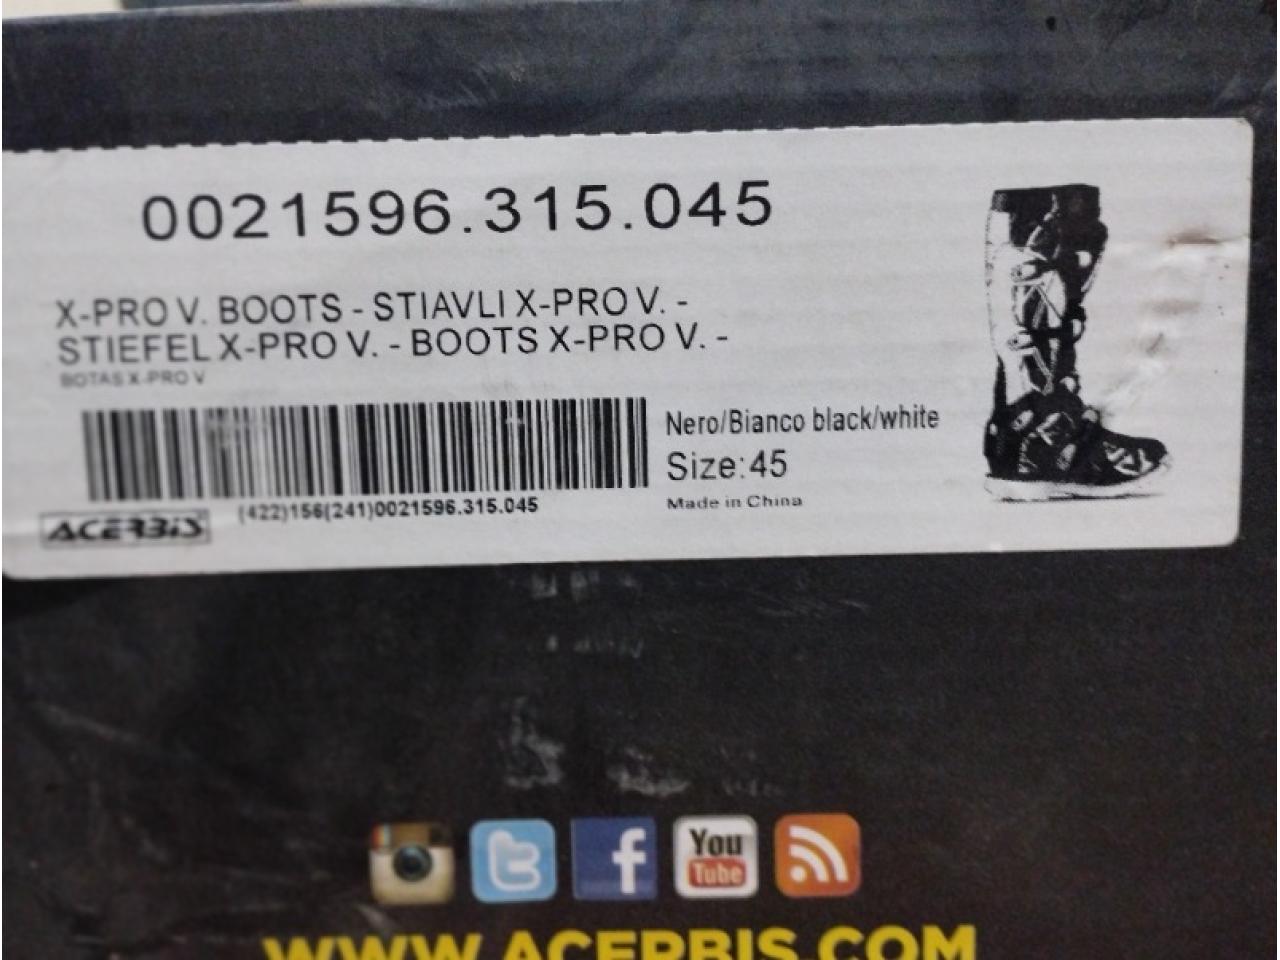 0021596.315.045
X-PRO V. BOOTS - STIAVLI X-PRO V. -
STIEFEL X-PRO V. - BOOTS X-PRO V. -
BOTAS X-PRO V
Nero/Bianco black/white
Size:45
Made in China
(422)156(241)0021596.315.045
ACERBIS
You
Tube
WWW.ACERBIS.COM